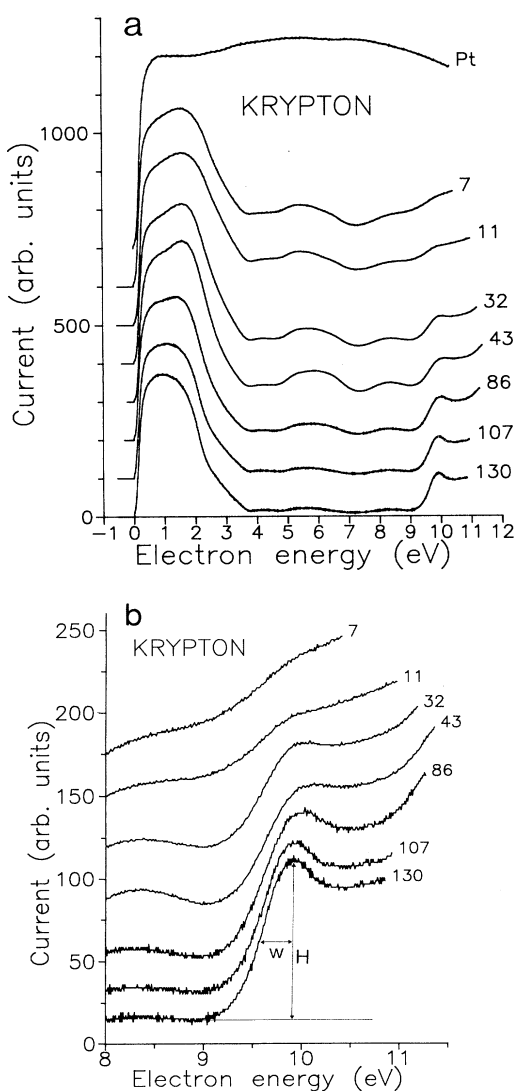 a
Pt
KRYPTON
1000
7
11
32
500
43
86
107
130
0
Current (arb. units)
−1 0 1 2 3 4 5 6 7 8 9 10 11 12
Electron energy (eV)
b
KRYPTON
250
7
11
200
32
43
150
86
107
100
130
50
W H
0
Current (arb. units)
8 9 10 11
Electron energy (eV)